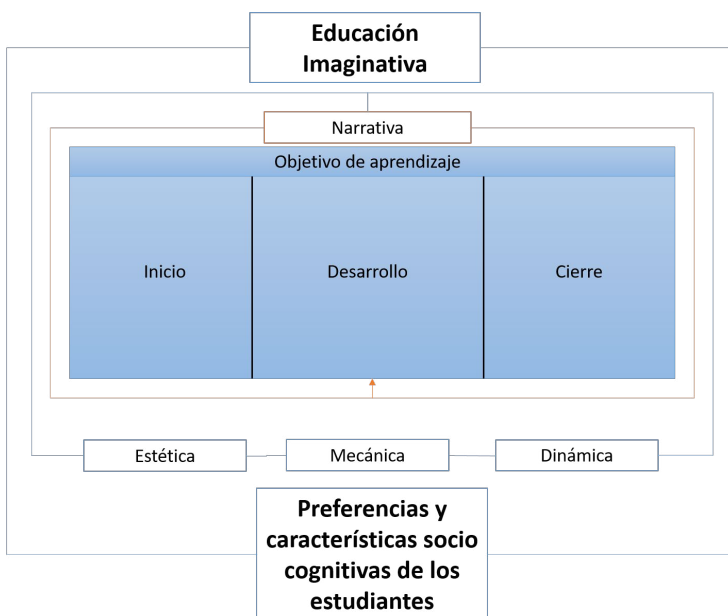 Educación
Imaginativa
Narrativa
Objetivo de aprendizaje
Inicio
Desarrollo
Cierre
Estética
Mecánica
Dinámica
Preferencias y
características socio
cognitivas de los
estudiantes